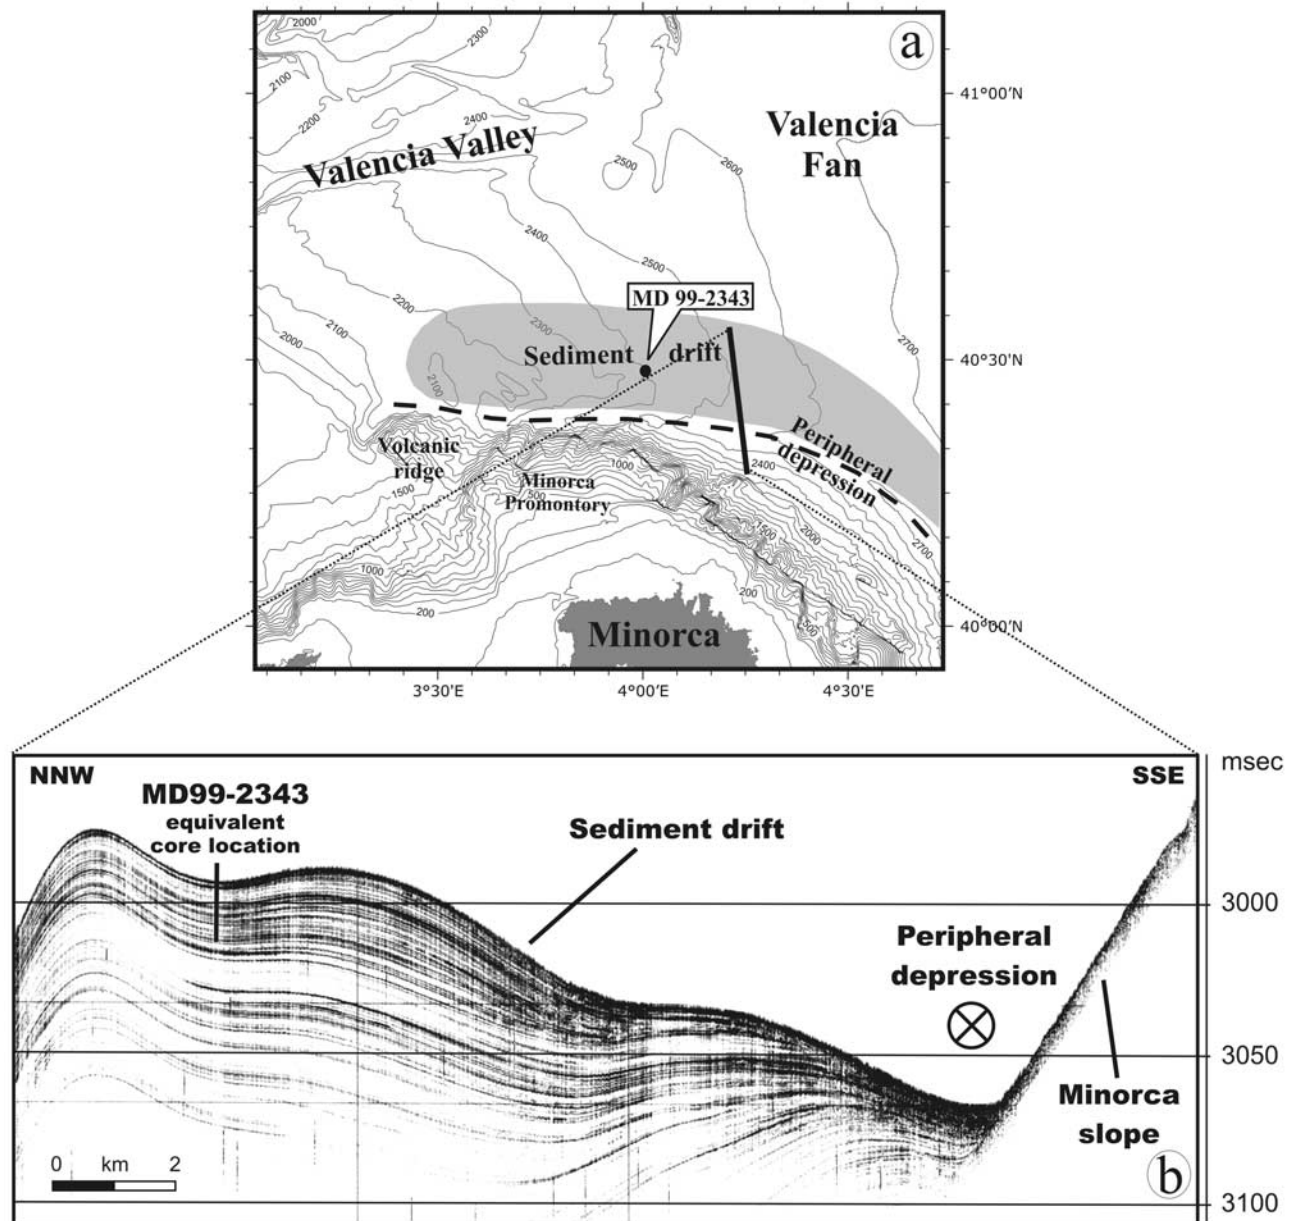 a
2000
2300
2100
2200
2400
Valencia Valley
Valencia
Fan
41°00'N
2500
2600
2400
2500
2200
2300
2100
2000
MD 99-2343
2700
Sediment drift
40°30'N
2100
Volcanic
ridge
Peripheral
depression
2400
1000
Minorca
Promontory
500
1500
1500
2000
2700
1000
200
200
500
Minorca
40°00'N
3°30'E
4°00'E
4°30'E
NNW
SSE
msec
MD99-2343
equivalent
core location
Sediment drift
3000
Peripheral
depression
3050
Minorca
slope
0 km 2
b
3100